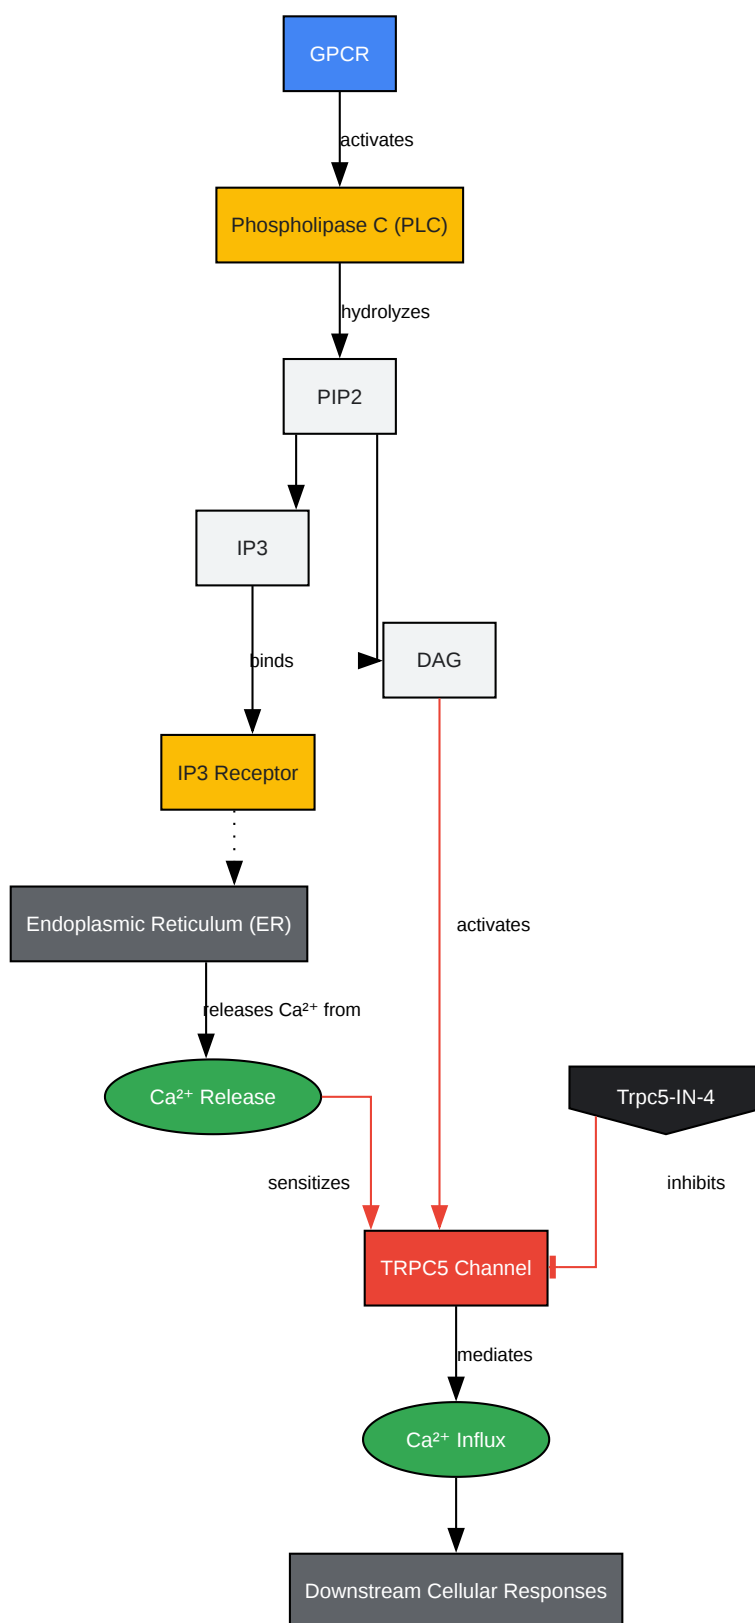 GPCR
activates
Phospholipase C (PLC)
hydrolyzes
PIP2
IP3
binds
DAG
IP3 Receptor
Endoplasmic Reticulum (ER)
activates
releases Ca²⁺ from
Ca²⁺ Release
Trpc5-IN-4
sensitizes
inhibits
TRPC5 Channel
mediates
Ca²⁺ Influx
Downstream Cellular Responses